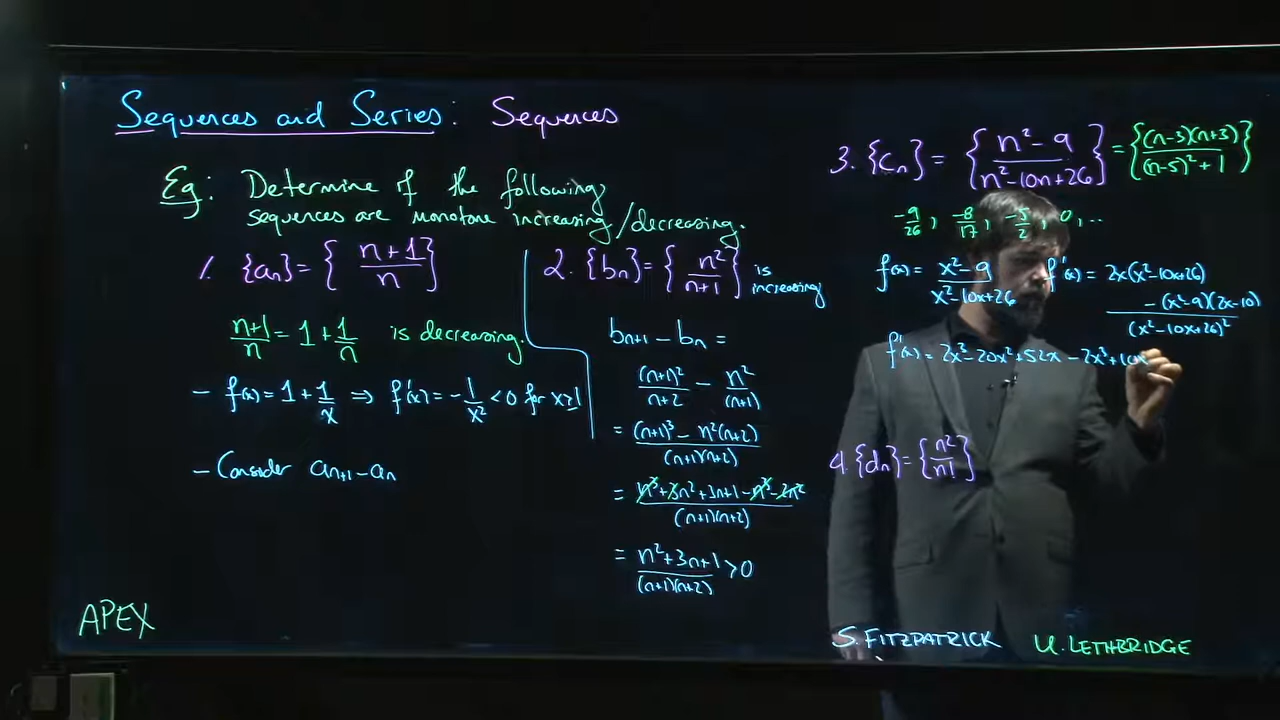 Sequences and Series: Sequences
Eg: Determine if the following
sequences are monotone increasing/decreasing.
1. {aₙ} = { (n+1)/n }
(n+1)/n = 1 + 1/n is decreasing.
- f(x) = 1 + 1/x ⇒ f'(x) = -1/x² < 0 for x ≥ 1
- Consider aₙ₊₁ - aₙ
2. {bₙ} = { n²/(n+1) } is increasing
bₙ₊₁ - bₙ =
(n+1)²/(n+2) - n²/(n+1)
= ((n+1)³ - n²(n+2))/((n+1)(n+2))
= (n³ + 3n² + 3n + 1 - n³ - 2n²)/((n+1)(n+2))
= (n² + 3n + 1)/((n+1)(n+2)) > 0
3. {cₙ} = { (n² - 9)/(n² - 10n + 26) } = { (n-3)(n+3)/((n-5)² + 1) }
-9/26, -8/17, -5/2, 0, ..
f(x) = (x² - 9)/(x² - 10x + 26) f'(x) = (2x(x² - 10x + 26) - (x² - 9)(2x - 10))/(x² - 10x + 26)²
f'(x) = 2x³ - 20x² + 52x - 2x³ + 10x
4. {dₙ} = { n²/n! }
APEX
S. FITZPATRICK
U. LETHBRIDGE